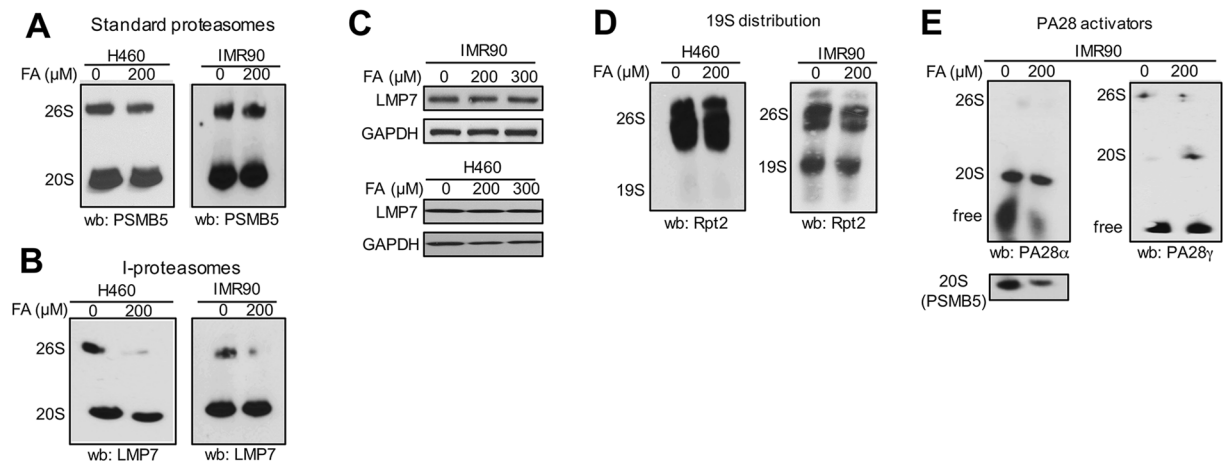 A
Standard proteasomes
H460 IMR90
FA (µM) 0 200 0 200
26S
20S
wb: PSMB5 wb: PSMB5
B
I-proteasomes
H460 IMR90
FA (µM) 0 200 0 200
26S
20S
wb: LMP7 wb: LMP7
C
IMR90
FA (µM) 0 200 300
LMP7
GAPDH
H460
FA (µM) 0 200 300
LMP7
GAPDH
D
19S distribution
H460 IMR90
FA (µM) 0 200 0 200
26S 26S
19S
19S
wb: Rpt2 wb: Rpt2
E
PA28 activators
IMR90
FA (µM) 0 200 0 200
26S 26S
20S
20S
free free
wb: PA28α wb: PA28γ
20S
(PSMB5)